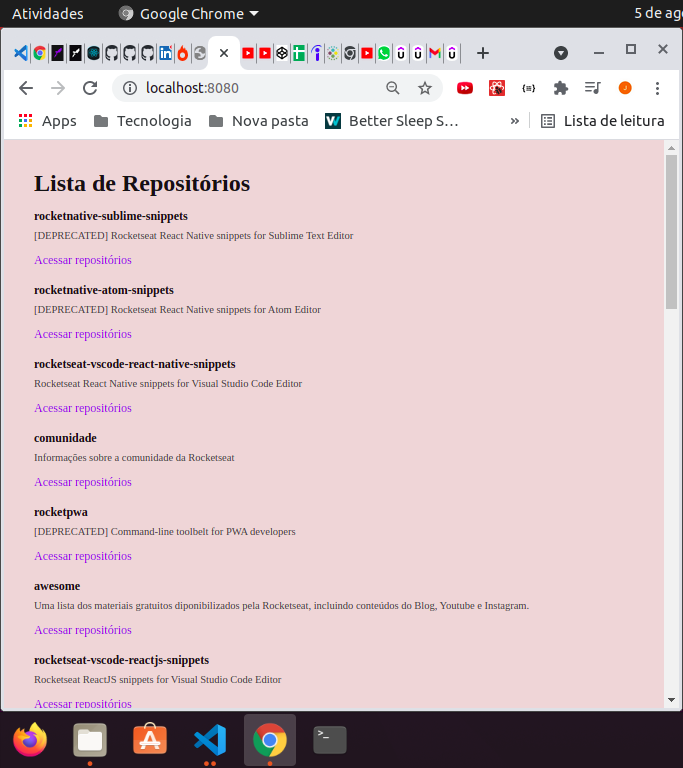 Atividades
Google Chrome
5 de ago
localhost:8080
Apps
Tecnologia
Nova pasta
Better Sleep S…
»
Lista de leitura
Lista de Repositórios
rocketnative-sublime-snippets
[DEPRECATED] Rocketseat React Native snippets for Sublime Text Editor
Acessar repositórios
rocketnative-atom-snippets
[DEPRECATED] Rocketseat React Native snippets for Atom Editor
Acessar repositórios
rocketseat-vscode-react-native-snippets
Rocketseat React Native snippets for Visual Studio Code Editor
Acessar repositórios
comunidade
Informações sobre a comunidade da Rocketseat
Acessar repositórios
rocketpwa
[DEPRECATED] Command-line toolbelt for PWA developers
Acessar repositórios
awesome
Uma lista dos materiais gratuitos diponibilizados pela Rocketseat, incluindo conteúdos do Blog, Youtube e Instagram.
Acessar repositórios
rocketseat-vscode-reactjs-snippets
Rocketseat ReactJS snippets for Visual Studio Code Editor
Acessar repositórios